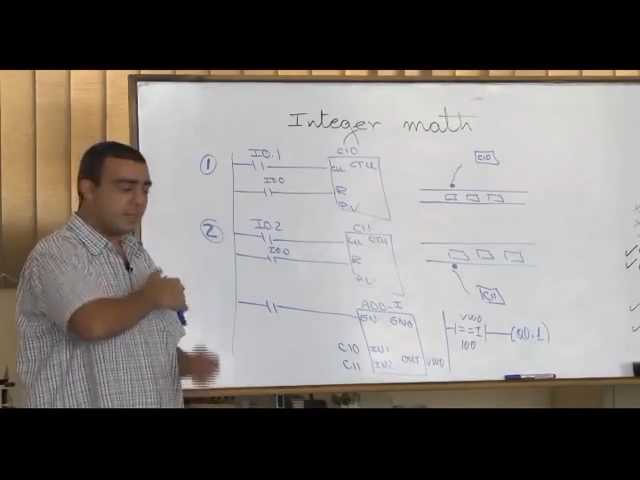 Integer math
C10
1 I0.1 CU CTU
I0.0 R
PV
C10
2 I0.2 C11
CU CTU
I0.0 R
PV
C11
ADD-I
EN ENO
C10 IN1
C11 IN2 OUT VW0
VW0
==I (Q0.1)
100